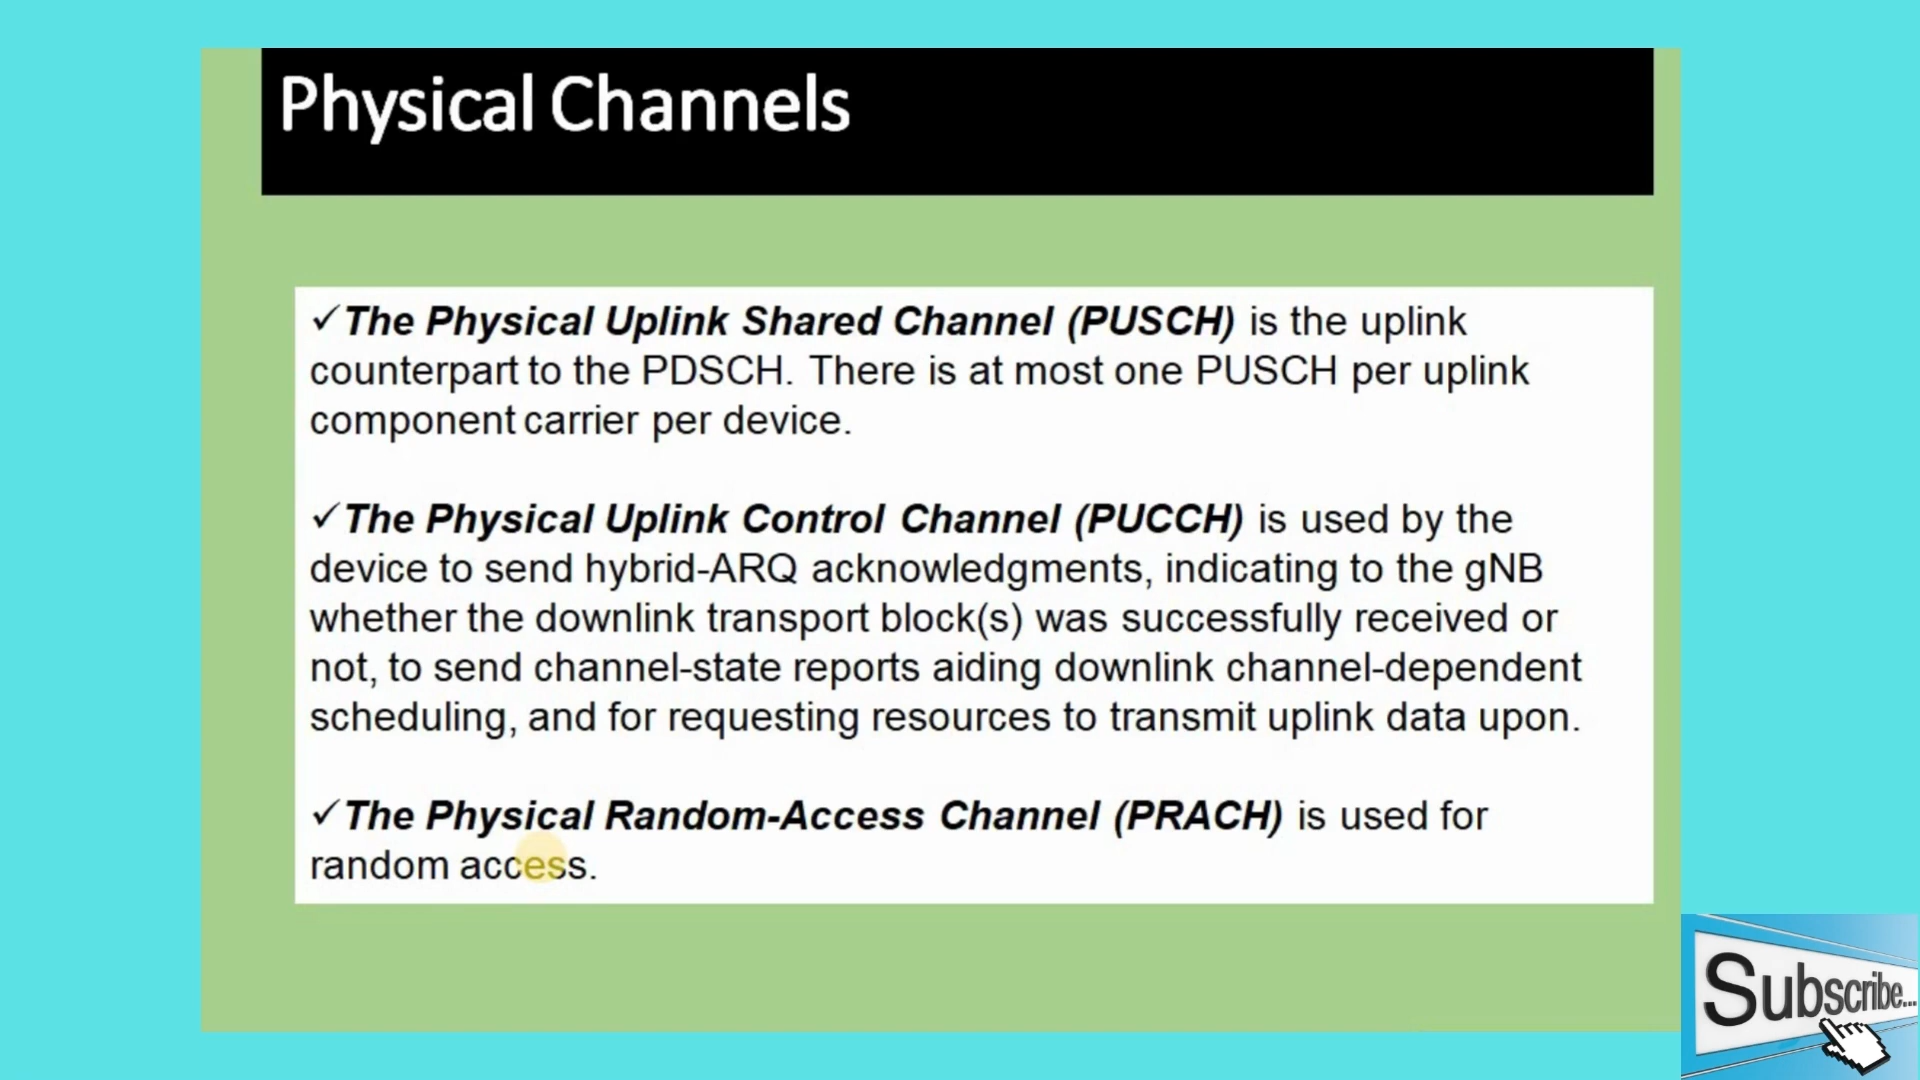 Physical Channels
✓The Physical Uplink Shared Channel (PUSCH) is the uplink
counterpart to the PDSCH. There is at most one PUSCH per uplink
component carrier per device.
✓The Physical Uplink Control Channel (PUCCH) is used by the
device to send hybrid-ARQ acknowledgments, indicating to the gNB
whether the downlink transport block(s) was successfully received or
not, to send channel-state reports aiding downlink channel-dependent
scheduling, and for requesting resources to transmit uplink data upon.
✓The Physical Random-Access Channel (PRACH) is used for
random access.
Subscribe...